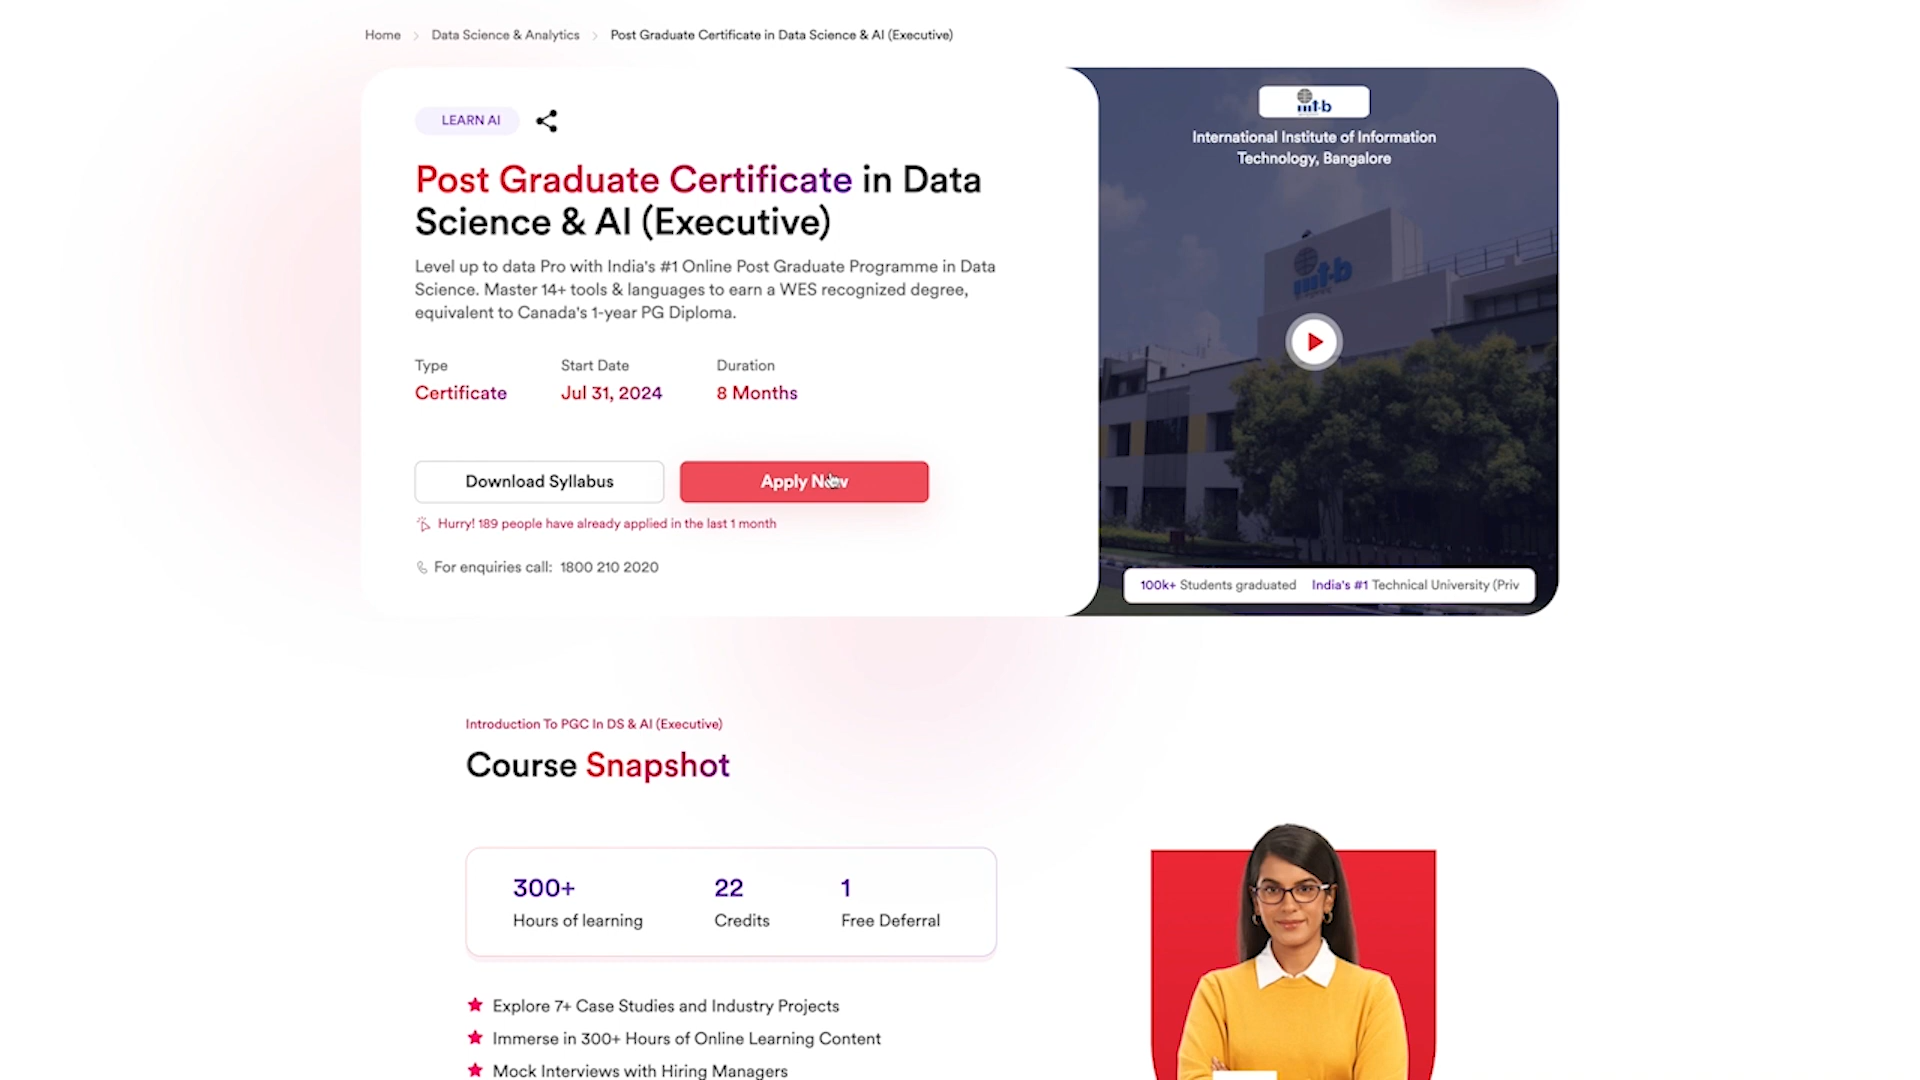 Home
Data Science & Analytics
Post Graduate Certificate in Data Science & AI (Executive)
LEARN AI
Post Graduate Certificate in Data
Science & AI (Executive)
Level up to data Pro with India's #1 Online Post Graduate Programme in Data
Science. Master 14+ tools & languages to earn a WES recognized degree,
equivalent to Canada's 1-year PG Diploma.
Type
Start Date
Duration
Certificate
Jul 31, 2024
8 Months
Download Syllabus
Apply Now
Hurry! 189 people have already applied in the last 1 month
For enquiries call: 1800 210 2020
iiit-b
International Institute of Information
Technology, Bangalore
iiit-b
100k+ Students graduated
India's #1 Technical University (Priv
Introduction To PGC In DS & AI (Executive)
Course Snapshot
300+
22
1
Hours of learning
Credits
Free Deferral
Explore 7+ Case Studies and Industry Projects
Immerse in 300+ Hours of Online Learning Content
Mock Interviews with Hiring Managers